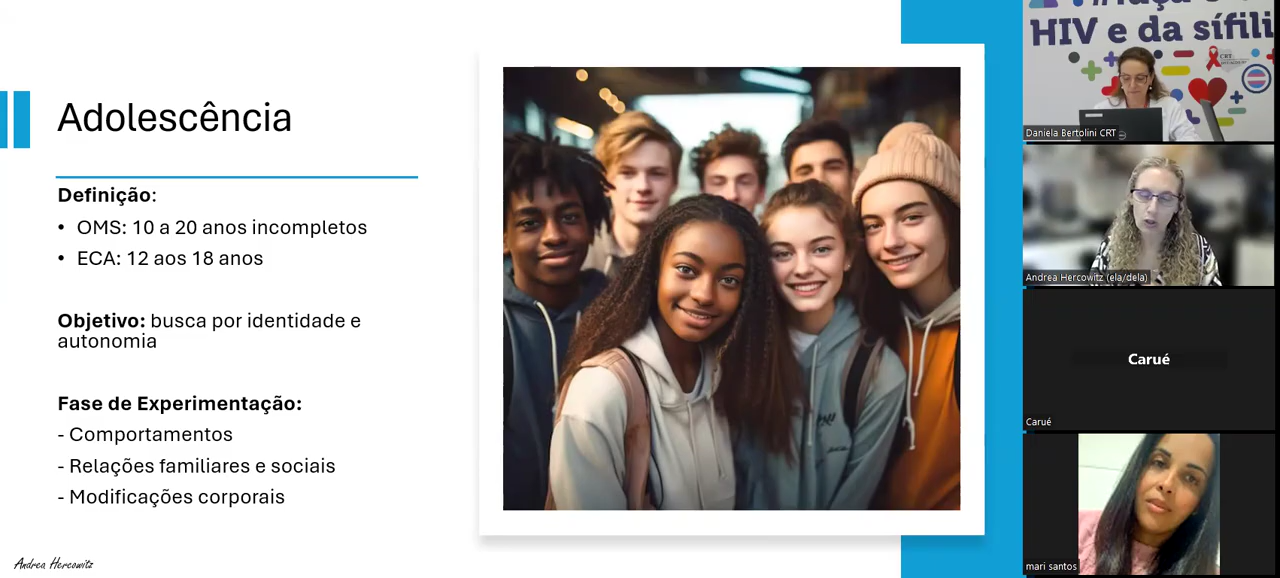 Adolescência
Definição:
• OMS: 10 a 20 anos incompletos
• ECA: 12 aos 18 anos
Objetivo: busca por identidade e
autonomia
Fase de Experimentação:
- Comportamentos
- Relações familiares e sociais
- Modificações corporais
Andrea Hercowitz
HIV e da sífili
CRT
Daniela Bertolini CRT
Andrea Hercowitz (ela/dela)
Carué
Carué
mari santos